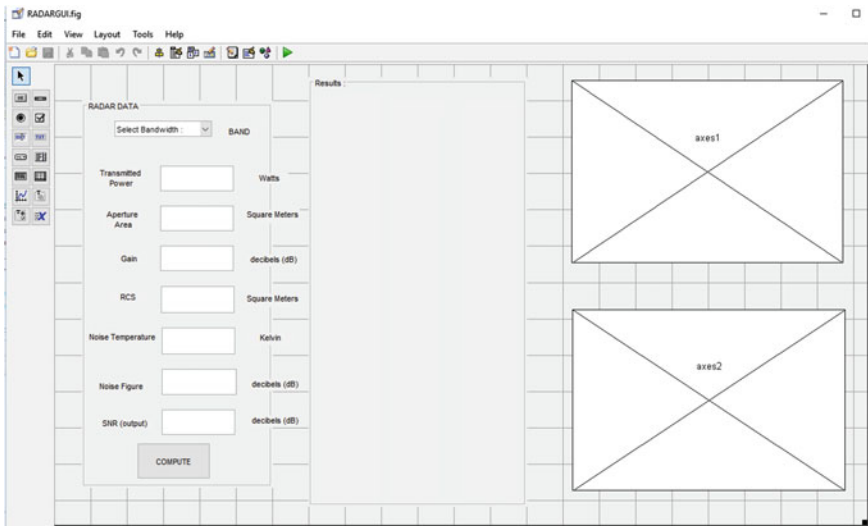 RADARGUI.fig
File Edit View Layout Tools Help
RADAR DATA
Select Bandwidth :
BAND
Transmitted
Power
Watts
Aperture
Area
Square Meters
Gain
decibels (dB)
RCS
Square Meters
Noise Temperature
Kelvin
Noise Figure
decibels (dB)
SNR (output)
decibels (dB)
COMPUTE
Results :
axes1
axes2